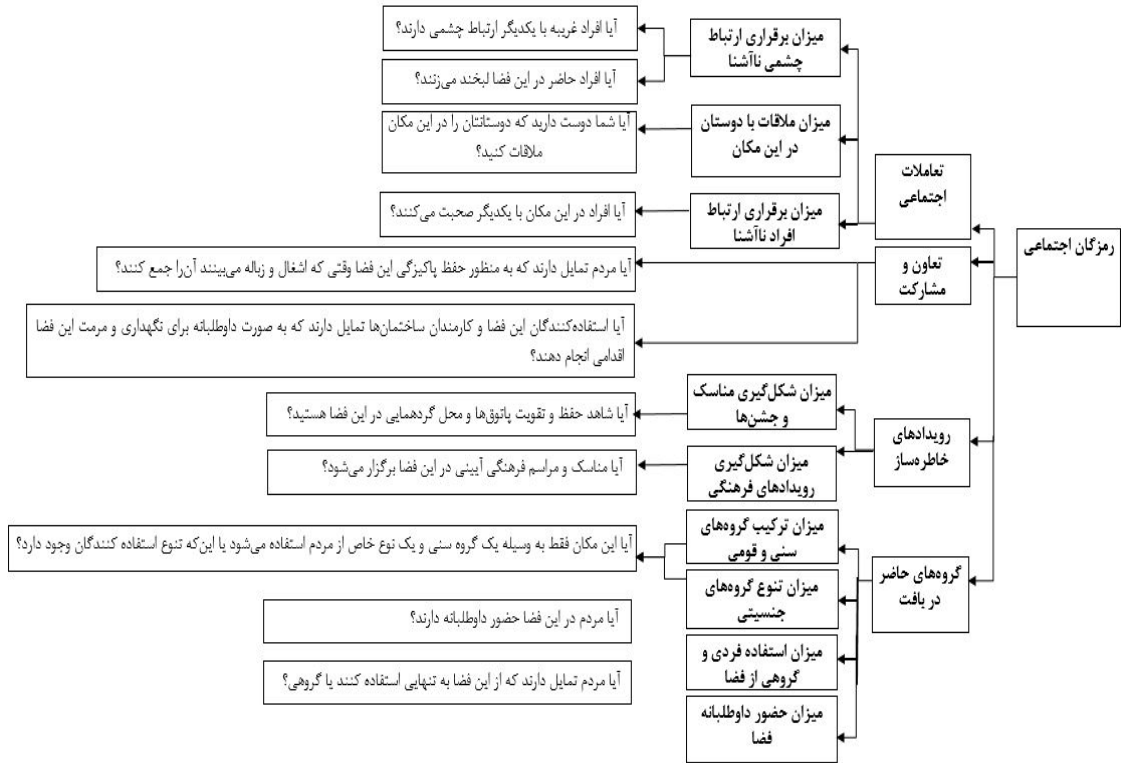 رمزگان اجتماعی
تعاملات
اجتماعی
میزان برقراری ارتباط
چشمی ناآشنا
آیا افراد غریبه با یکدیگر ارتباط چشمی دارند؟
آیا افراد حاضر در این فضا لبخند می‌زنند؟
میزان ملاقات با دوستان
در این مکان
آیا شما دوست دارید که دوستانتان را در این مکان
ملاقات کنید؟
میزان برقراری ارتباط
افراد ناآشنا
آیا افراد در این مکان با یکدیگر صحبت می‌کنند؟
تعاون و
مشارکت
آیا مردم تمایل دارند که به منظور حفظ پاکیزگی این فضا وقتی که اشغال و زباله می‌بینند آن‌را جمع کنند؟
آیا استفاده‌کنندگان این فضا و کارمندان ساختمان‌ها تمایل دارند که به صورت داوطلبانه برای نگهداری و مرمت این فضا
اقدامی انجام دهند؟
رویدادهای
خاطره‌ساز
میزان شکل‌گیری مناسک
و جشن‌ها
آیا شاهد حفظ و تقویت پاتوق‌ها و محل گردهمایی در این فضا هستید؟
میزان شکل‌گیری
رویدادهای فرهنگی
آیا مناسک و مراسم فرهنگی آیینی در این فضا برگزار می‌شود؟
گروه‌های حاضر
در بافت
میزان ترکیب گروه‌های
سنی و قومی
آیا این مکان فقط به وسیله یک گروه سنی و یک نوع خاص از مردم استفاده می‌شود یا این‌که تنوع استفاده کنندگان وجود دارد؟
میزان تنوع گروه‌های
جنسیتی
آیا مردم در این فضا حضور داوطلبانه دارند؟
میزان استفاده فردی و
گروهی از فضا
آیا مردم تمایل دارند که از این فضا به تنهایی استفاده کنند یا گروهی؟
میزان حضور داوطلبانه
فضا